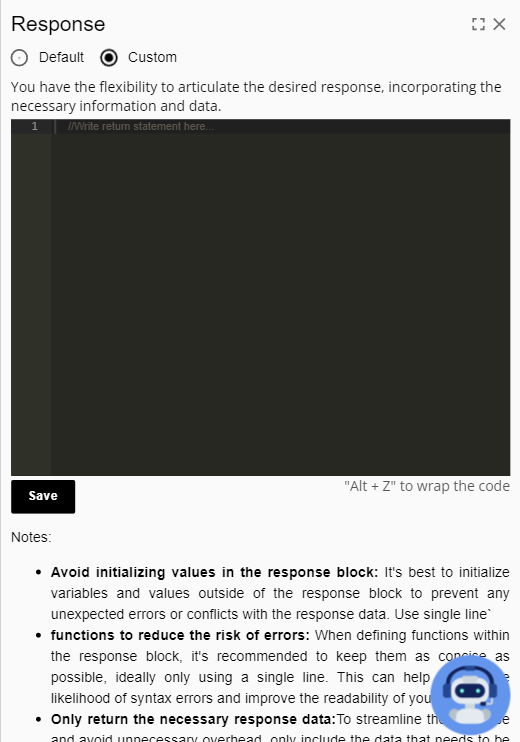 Response
Default Custom
You have the flexibility to articulate the desired response, incorporating the
necessary information and data.
1 //Write return statement here...
Save "Alt + Z" to wrap the code
Notes:
• Avoid initializing values in the response block: It's best to initialize
variables and values outside of the response block to prevent any
unexpected errors or conflicts with the response data. Use single line`
• functions to reduce the risk of errors: When defining functions within
the response block, it's recommended to keep them as concise as
possible, ideally only using a single line. This can help
likelihood of syntax errors and improve the readability of you
• Only return the necessary response data:To streamline
and avoid unnecessary overhead, only include the data that needs to be